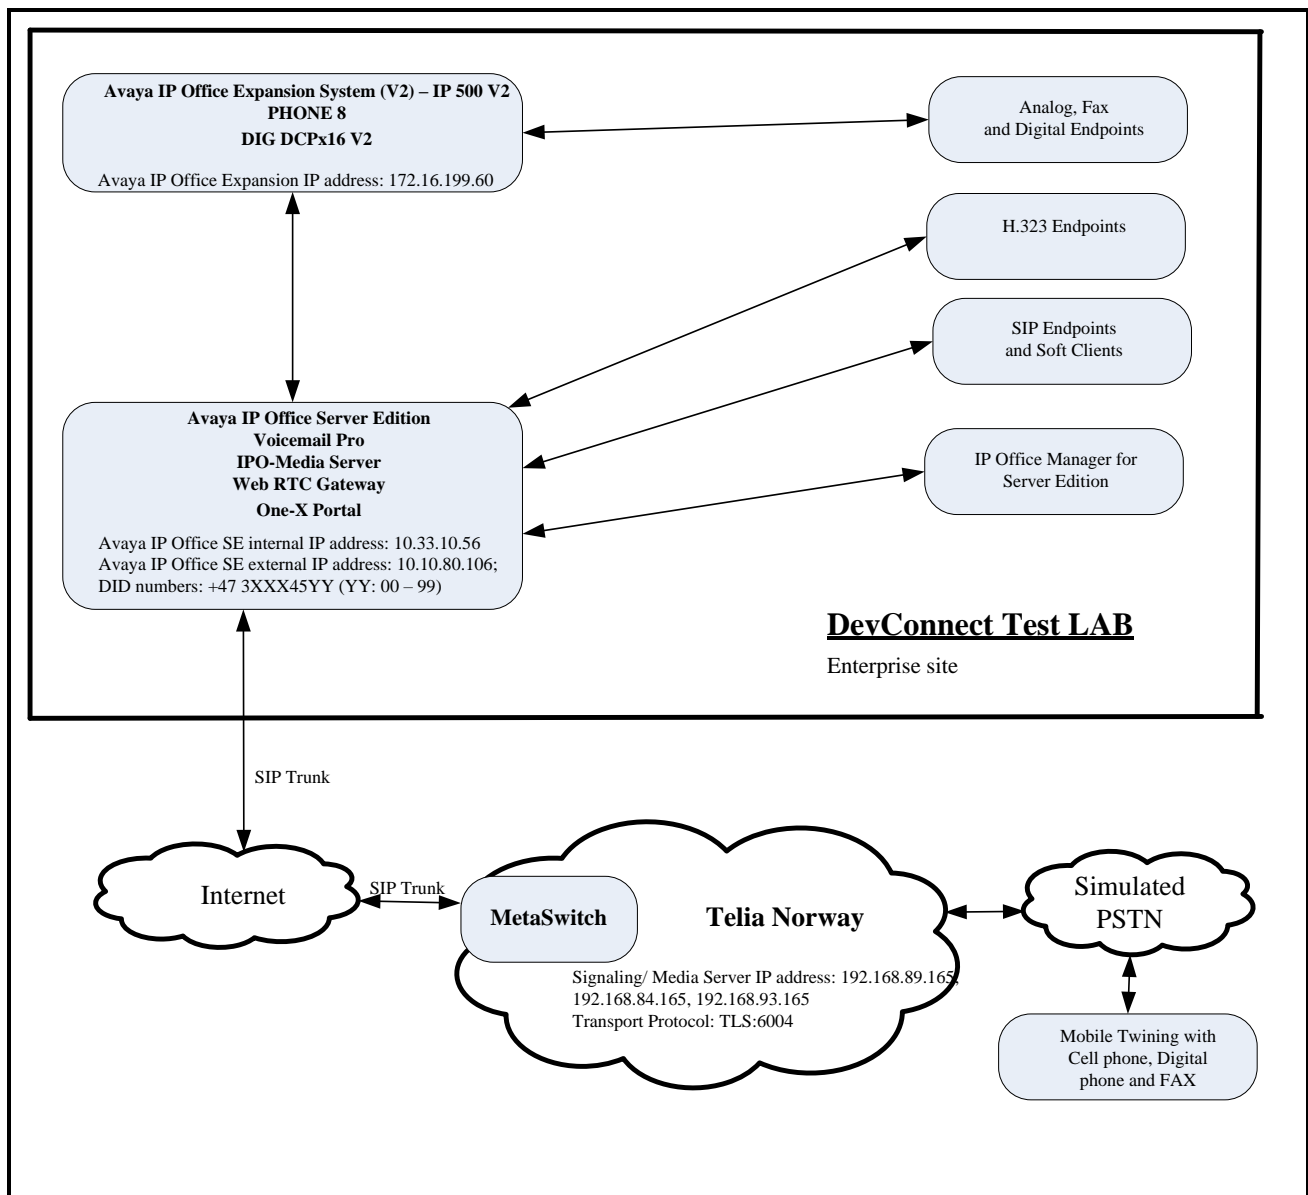 Avaya IP Office Expansion System (V2) – IP 500 V2
PHONE 8
DIG DCPx16 V2
Avaya IP Office Expansion IP address: 172.16.199.60
Analog, Fax
and Digital Endpoints
H.323 Endpoints
SIP Endpoints
and Soft Clients
Avaya IP Office Server Edition
Voicemail Pro
IPO-Media Server
Web RTC Gateway
One-X Portal
Avaya IP Office SE internal IP address: 10.33.10.56
Avaya IP Office SE external IP address: 10.10.80.106;
DID numbers: +47 3XXX45YY (YY: 00 – 99)
IP Office Manager for
Server Edition
DevConnect Test LAB
Enterprise site
SIP Trunk
Internet
SIP Trunk
MetaSwitch
Telia Norway
Signaling/ Media Server IP address: 192.168.89.165,
192.168.84.165, 192.168.93.165
Transport Protocol: TLS:6004
Simulated
PSTN
Mobile Twining with
Cell phone, Digital
phone and FAX